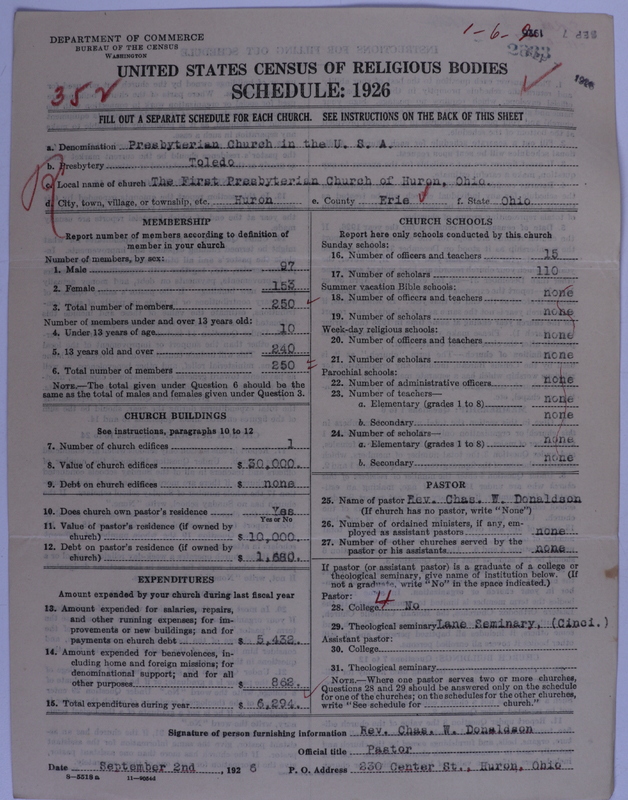 DEPARTMENT OF COMMERCE
BUREAU OF THE CENSUS
WASHINGTON
1-6-9
2533
SEP 7
UNITED STATES CENSUS OF RELIGIOUS BODIES
SCHEDULE: 1926
352
FILL OUT A SEPARATE SCHEDULE FOR EACH CHURCH. SEE INSTRUCTIONS ON THE BACK OF THIS SHEET
a. Denomination Presbyterian Church in the U. S. A.
b. Presbytery Toledo
c. Local name of church The First Presbyterian Church of Huron, Ohio.
d. City, town, village, or township, etc. Huron e. County Erie f. State Ohio
MEMBERSHIP
Report number of members according to definition of
member in your church
Number of members, by sex:
1. Male 97
2. Female 153
3. Total number of members 250
Number of members under and over 13 years old:
4. Under 13 years of age 10
5. 13 years old and over 240
6. Total number of members 250
NOTE.—The total given under Question 6 should be the
same as the total of males and females given under Question 3.
CHURCH BUILDINGS
See instructions, paragraphs 10 to 12
7. Number of church edifices 1
8. Value of church edifices $ 30,000.
9. Debt on church edifices $ none
10. Does church own pastor's residence Yes
Yes or No
11. Value of pastor's residence (if owned by
church) $ 10,000.
12. Debt on pastor's residence (if owned by
church) $ 1,680.
EXPENDITURES
Amount expended by your church during last fiscal year
13. Amount expended for salaries, repairs,
and other running expenses; for im-
provements or new buildings; and for
payments on church debt $ 5,432.
14. Amount expended for benevolences, in-
cluding home and foreign missions; for
denominational support; and for all
other purposes $ 862.
15. Total expenditures during year $ 6,294.
CHURCH SCHOOLS
Report here only schools conducted by this church
Sunday schools:
16. Number of officers and teachers 15
17. Number of scholars 110
Summer vacation Bible schools:
18. Number of officers and teachers none
19. Number of scholars none
Week-day religious schools:
20. Number of officers and teachers none
21. Number of scholars none
Parochial schools:
22. Number of administrative officers none
23. Number of teachers—
a. Elementary (grades 1 to 8) none
b. Secondary none
24. Number of scholars—
a. Elementary (grades 1 to 8) none
b. Secondary none
PASTOR
25. Name of pastor Rev. Chas. W. Donaldson
(If church has no pastor, write "None")
26. Number of ordained ministers, if any, em-
ployed as assistant pastors none
27. Number of other churches served by the
pastor or his assistants none
If pastor (or assistant pastor) is a graduate of a college or
theological seminary, give name of institution below. (If
not a graduate, write "No" in the space indicated.)
Pastor:
28. College No
4
29. Theological seminary Lane Seminary, (Cinci.)
Assistant pastor:
30. College
31. Theological seminary
NOTE.—Where one pastor serves two or more churches,
Questions 28 and 29 should be answered only on the schedule
for one of the churches; on the schedules for the other churches,
write "See schedule for church."
Signature of person furnishing information Rev. Chas. W. Donaldson
Official title Pastor
Date September 2nd, 1926 P. O. Address 330 Center St., Huron, Ohio